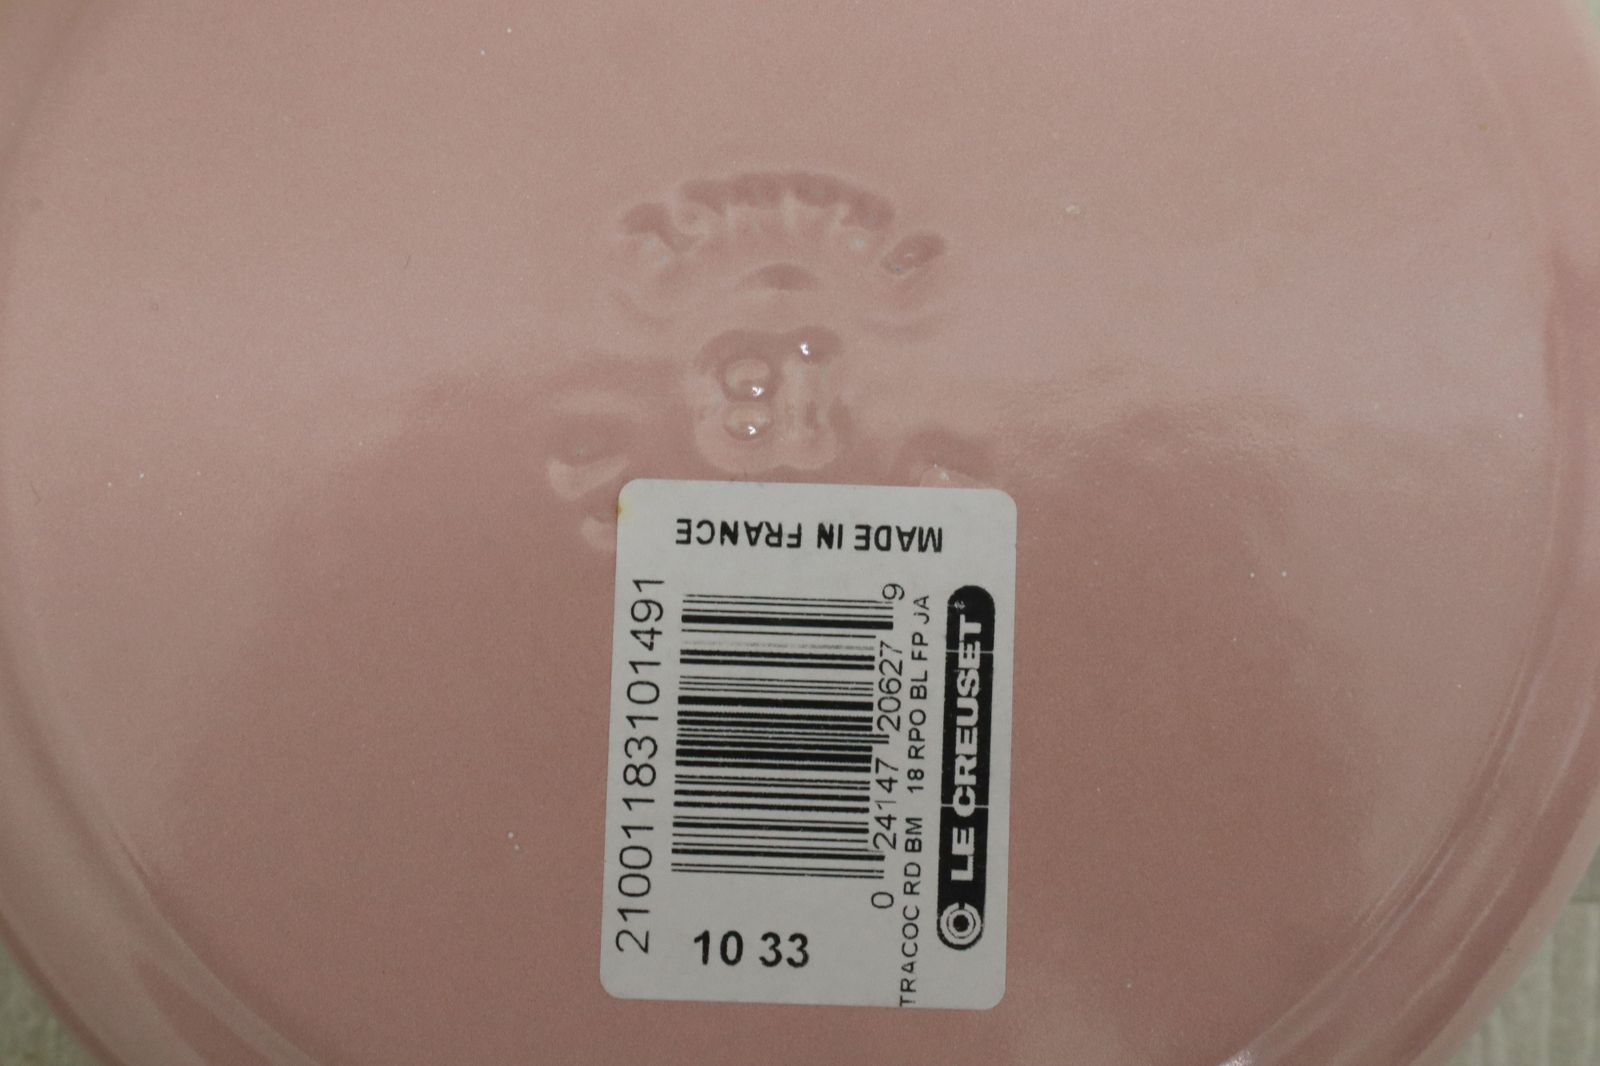 MADE IN FRANCE
21001183101491
0 24147 20627 9
TRACOC RD BM 18 RPO BL FP JA
LE CREUSET
10 33